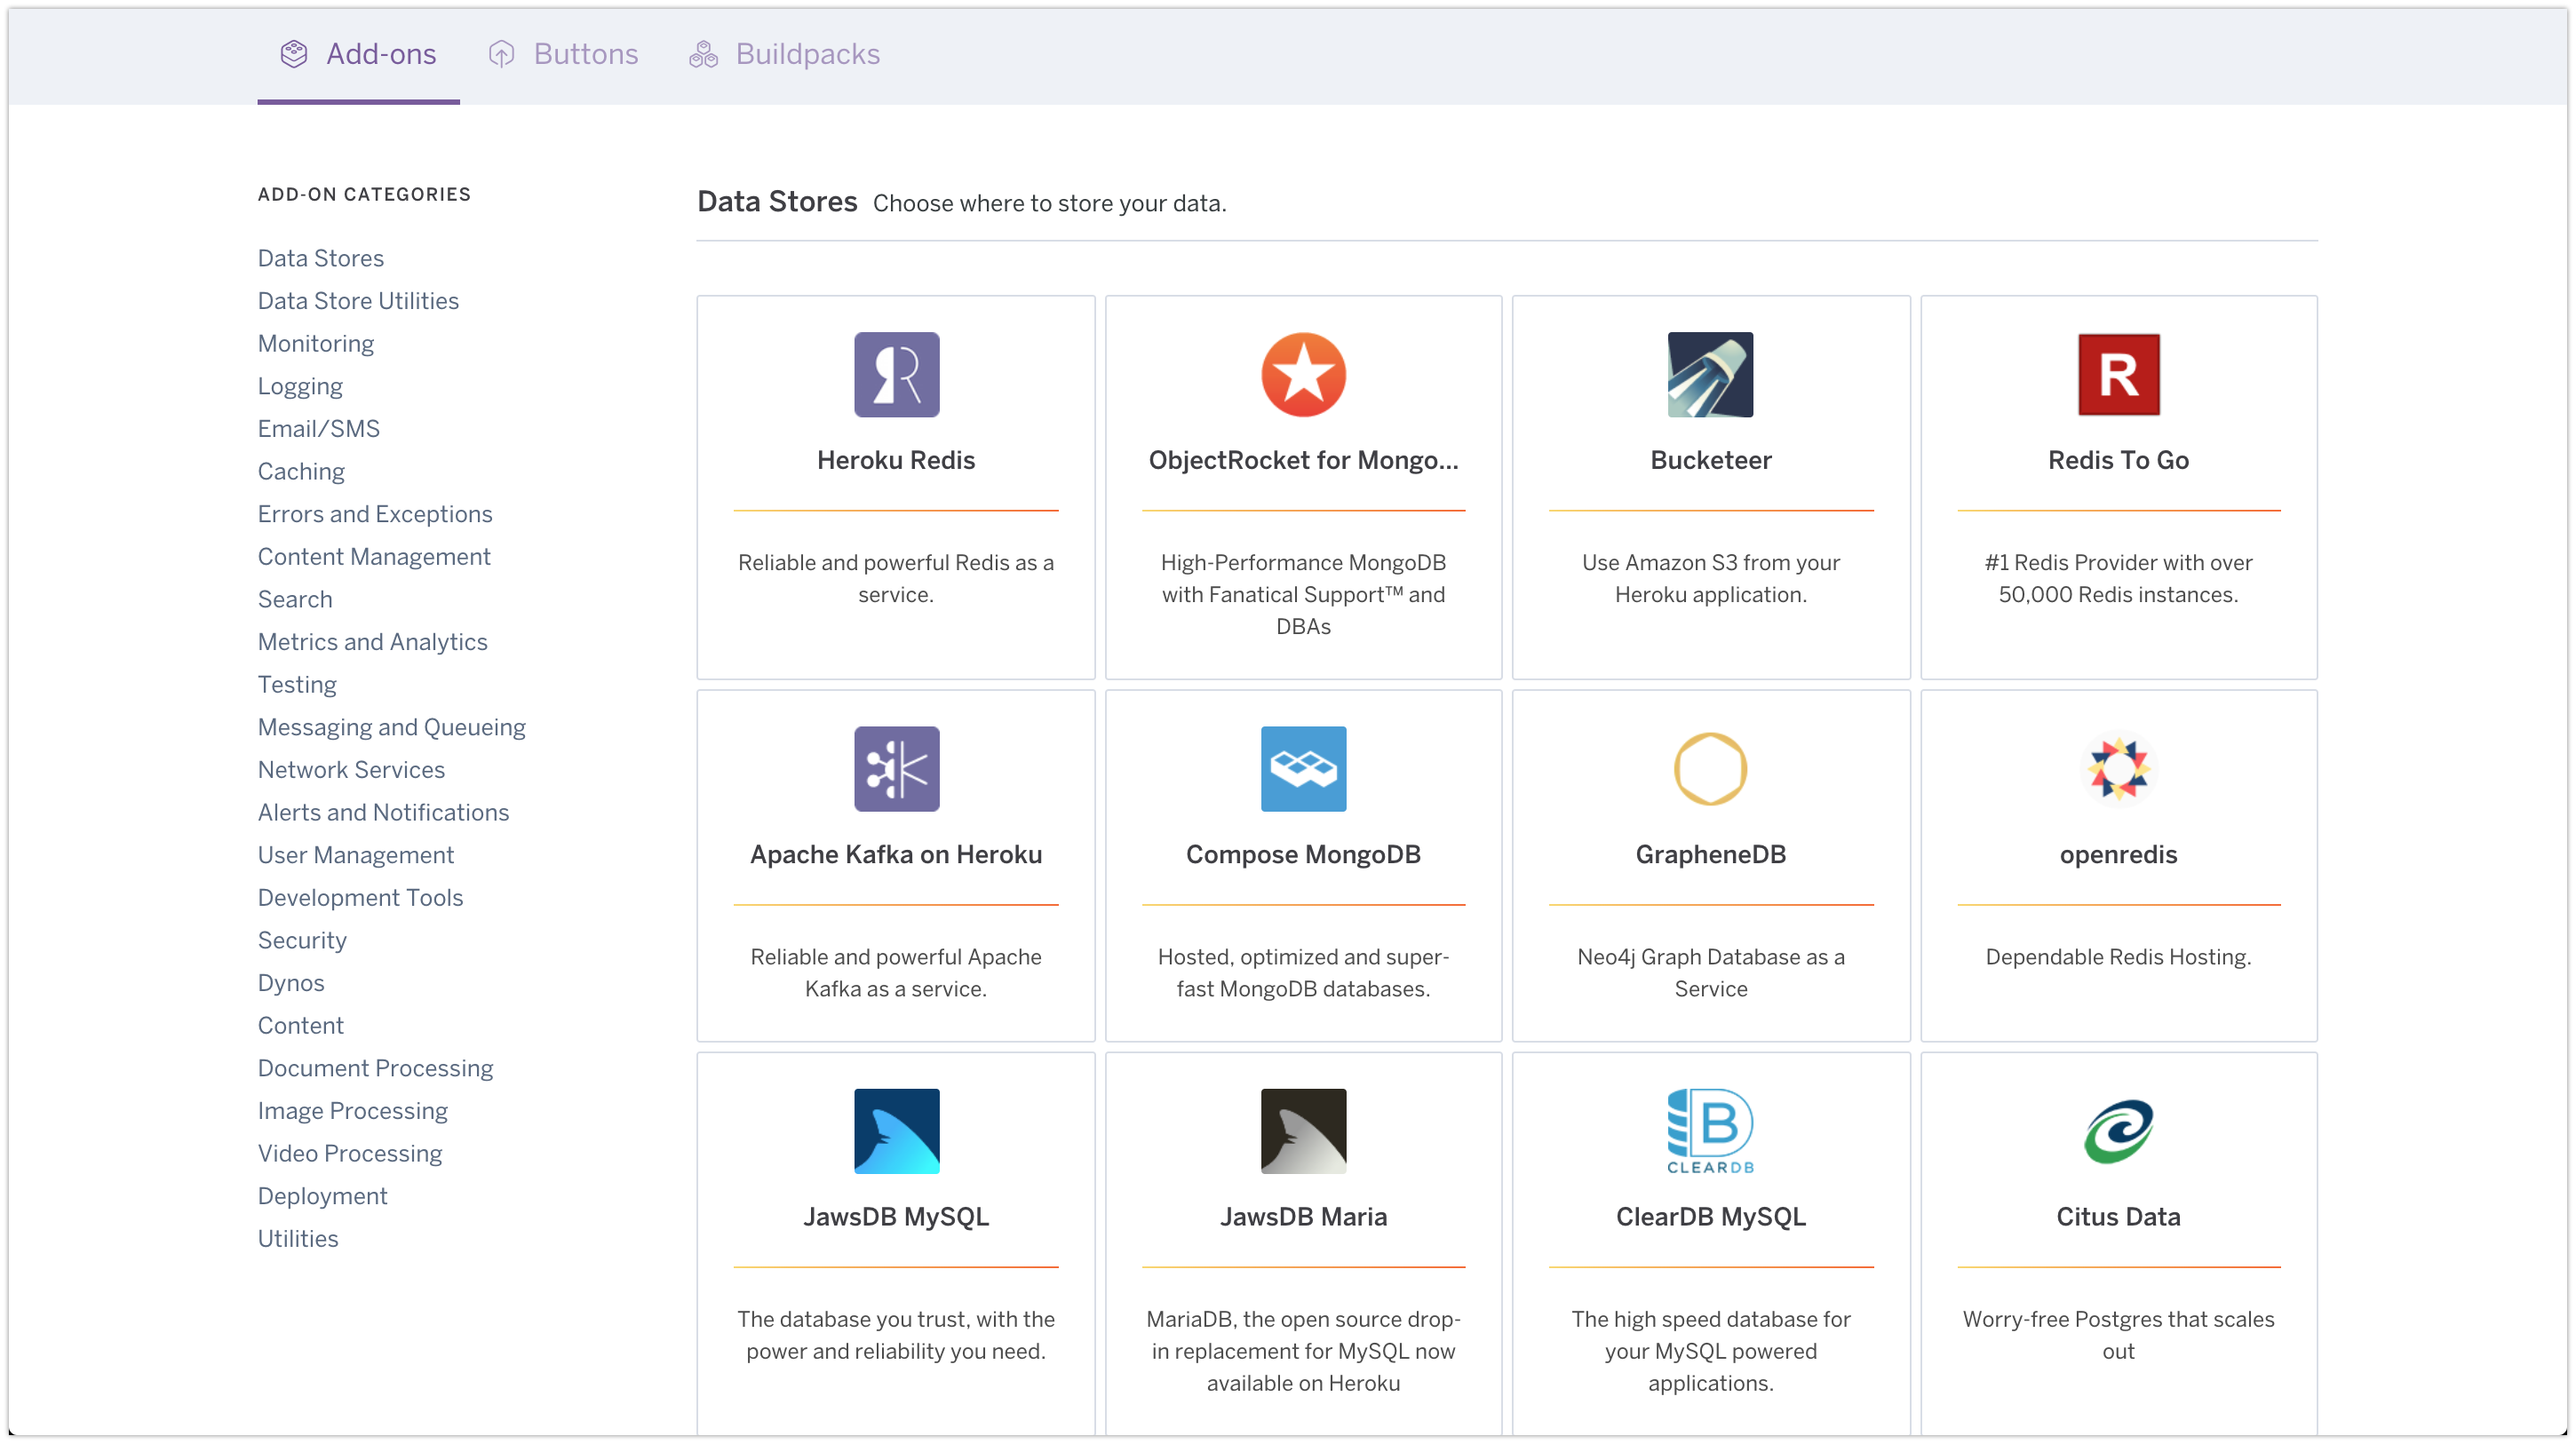 Add-ons
Buttons
Buildpacks
ADD-ON CATEGORIES
Data Stores
Data Store Utilities
Monitoring
Logging
Email/SMS
Caching
Errors and Exceptions
Content Management
Search
Metrics and Analytics
Testing
Messaging and Queueing
Network Services
Alerts and Notifications
User Management
Development Tools
Security
Dynos
Content
Document Processing
Image Processing
Video Processing
Deployment
Utilities
Data Stores Choose where to store your data.
R
Heroku Redis
Reliable and powerful Redis as a
service.
ObjectRocket for Mongo...
High-Performance MongoDB
with Fanatical Support™ and
DBAs
Bucketeer
Use Amazon S3 from your
Heroku application.
R
Redis To Go
#1 Redis Provider with over
50,000 Redis instances.
K
Apache Kafka on Heroku
Reliable and powerful Apache
Kafka as a service.
Compose MongoDB
Hosted, optimized and super-
fast MongoDB databases.
GrapheneDB
Neo4j Graph Database as a
Service
openredis
Dependable Redis Hosting.
JawsDB MySQL
The database you trust, with the
power and reliability you need.
JawsDB Maria
MariaDB, the open source drop-
in replacement for MySQL now
available on Heroku
B
CLEARDB
ClearDB MySQL
The high speed database for
your MySQL powered
applications.
Citus Data
Worry-free Postgres that scales
out